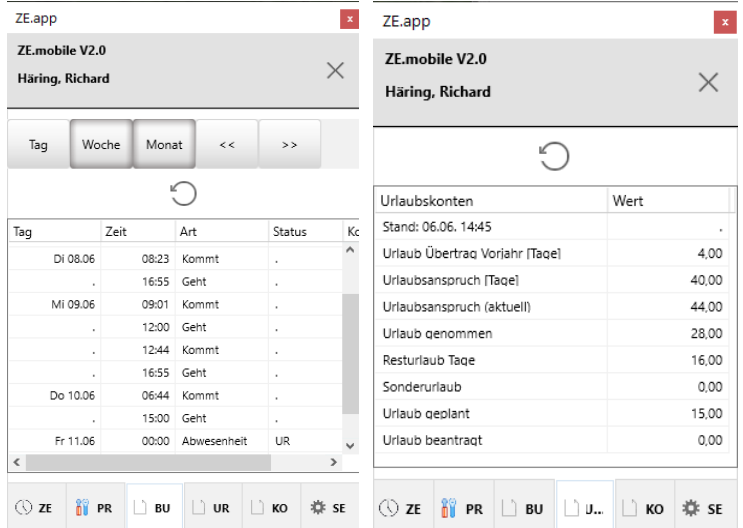 ZE.app x
ZE.mobile V2.0
Häring, Richard
Tag Woche Monat << >>
Tag Zeit Art Status Kc
Di 08.06 08:23 Kommt .
. 16:55 Geht .
Mi 09.06 09:01 Kommt .
. 12:00 Geht .
. 12:44 Kommt .
. 16:55 Geht .
Do 10.06 06:44 Kommt .
. 15:00 Geht .
Fr 11.06 00:00 Abwesenheit UR
ZE PR BU UR KO SE
ZE.app x
ZE.mobile V2.0
Häring, Richard
Urlaubskonten Wert
Stand: 06.06. 14:45 .
Urlaub Übertrag Vorjahr [Tage] 4,00
Urlaubsanspruch [Tage] 40,00
Urlaubsanspruch (aktuell) 44,00
Urlaub genommen 28,00
Resturlaub Tage 16,00
Sonderurlaub 0,00
Urlaub geplant 15,00
Urlaub beantragt 0,00
ZE PR BU U... KO SE